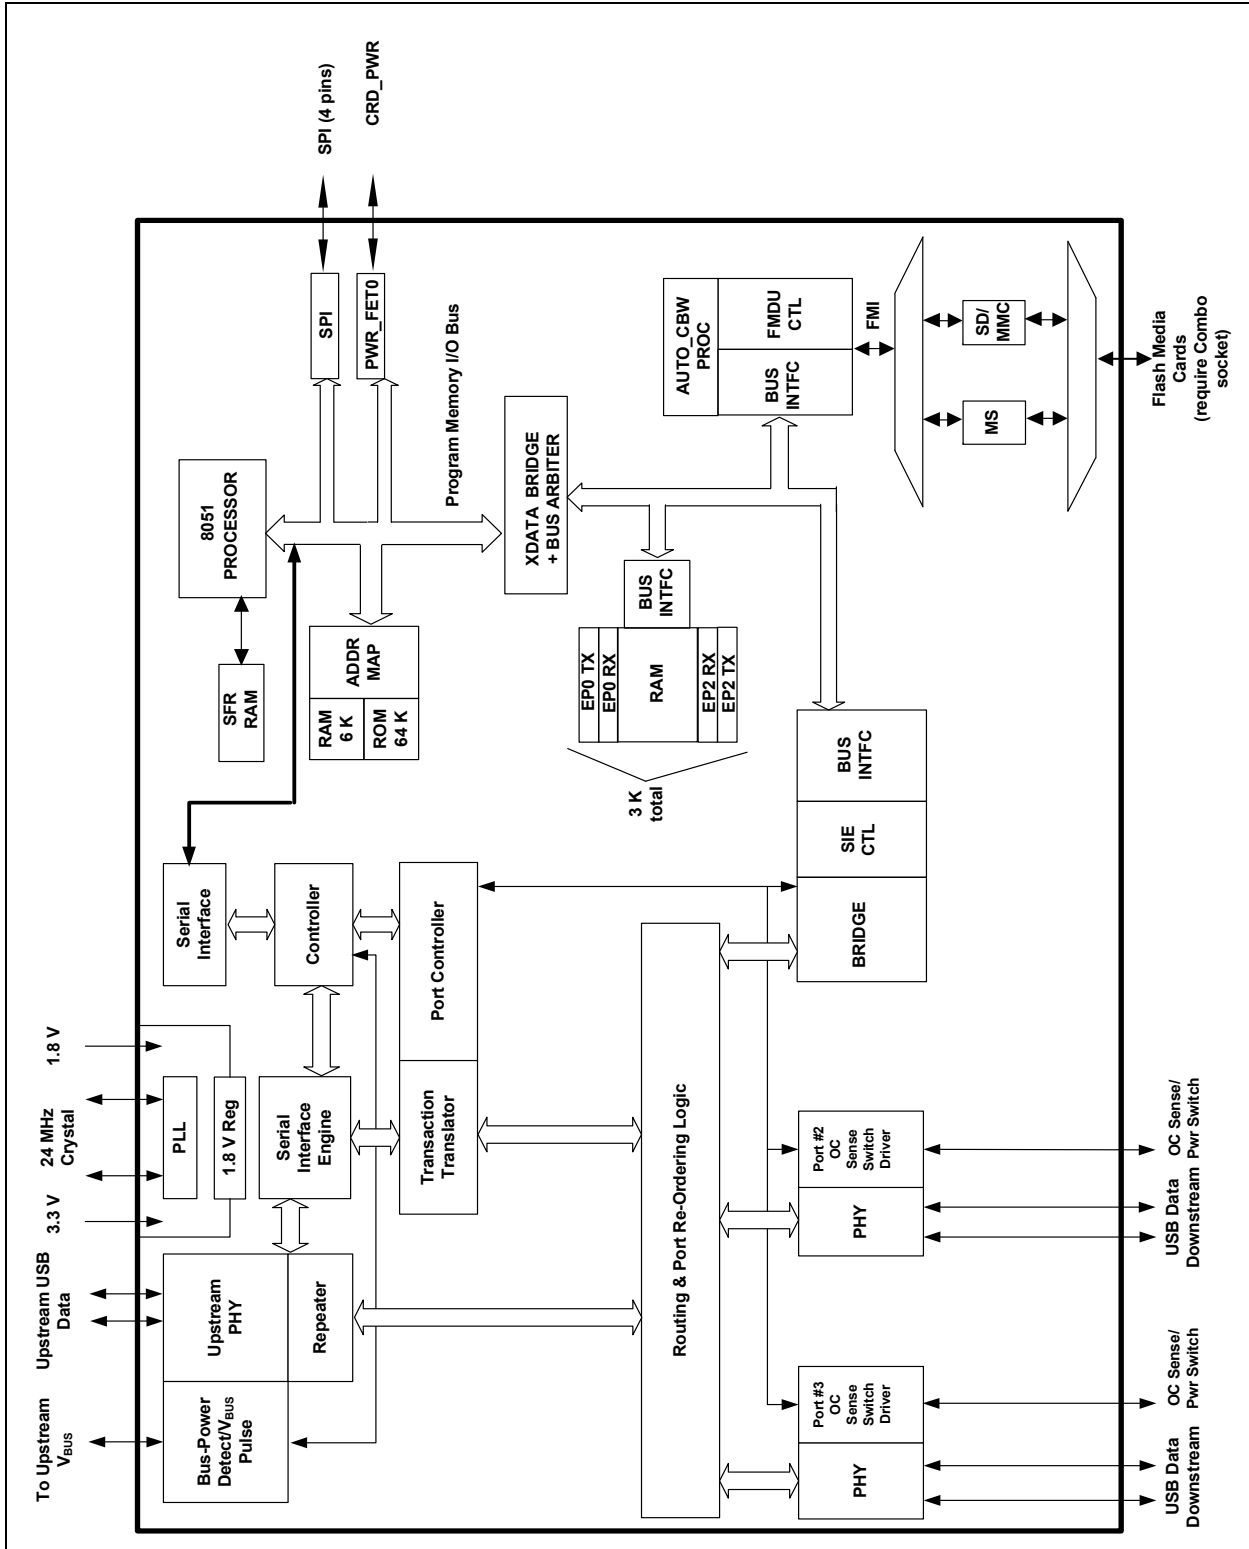 To Upstream
VBUS
Upstream USB
Data
3.3 V
24 MHz
Crystal
1.8 V
Bus-Power
Detect/VBUS
Pulse
Upstream
PHY
Repeater
PLL
1.8 V Reg
Serial
Interface
Engine
Serial
Interface
Controller
Transaction
Translator
Port Controller
SFR
RAM
8051
PROCESSOR
SPI
PWR_FET0
SPI (4 pins)
CRD_PWR
RAM
6 K
ROM
64 K
ADDR
MAP
Program Memory I/O Bus
XDATA BRIDGE
+ BUS ARBITER
3 K
total
EP0 TX
EP0 RX
RAM
EP2 RX
EP2 TX
BUS
INTFC
AUTO_CBW
PROC
BUS
INTFC
FMDU
CTL
FMI
MS
SD/
MMC
Flash Media
Cards
(require Combo
socket)
Routing & Port Re-Ordering Logic
BRIDGE
SIE
CTL
BUS
INTFC
PHY
Port #3
OC
Sense
Switch
Driver
PHY
Port #2
OC
Sense
Switch
Driver
USB Data
Downstream
OC Sense/
Pwr Switch
USB Data
Downstream
OC Sense/
Pwr Switch